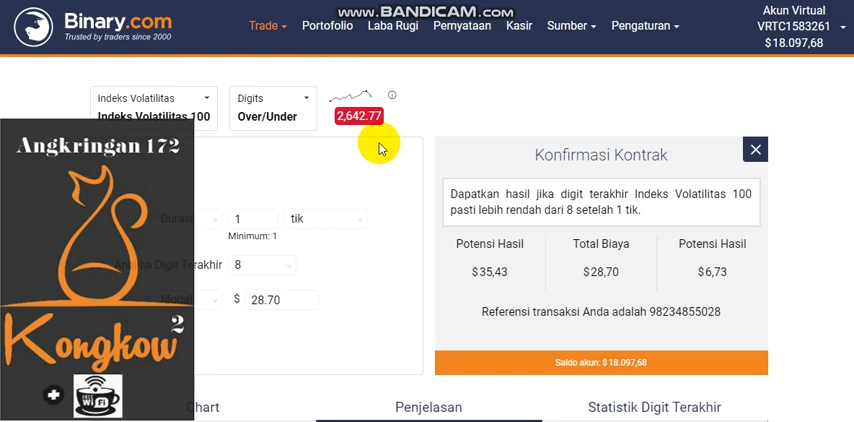 www.BANDICAM.com
Binary.com
Trusted by traders since 2000
Trade
Portofolio
Laba Rugi
Pernyataan
Kasir
Sumber
Pengaturan
Akun Virtual
VRTC1583261
$18.097,68
Indeks Volatilitas
Indeks Volatilitas 100
Digits
Over/Under
2,642.77
Angkringan 172
Kongkow²
FREE
WiFi
Durasi
1
tik
Minimum: 1
Analisa Digit Terakhir
8
Modal
$
28.70
Konfirmasi Kontrak
Dapatkan hasil jika digit terakhir Indeks Volatilitas 100
pasti lebih rendah dari 8 setelah 1 tik.
Potensi Hasil
Total Biaya
Potensi Hasil
$35,43
$28,70
$6,73
Referensi transaksi Anda adalah 98234855028
Saldo akun: $18.097,68
Chart
Penjelasan
Statistik Digit Terakhir